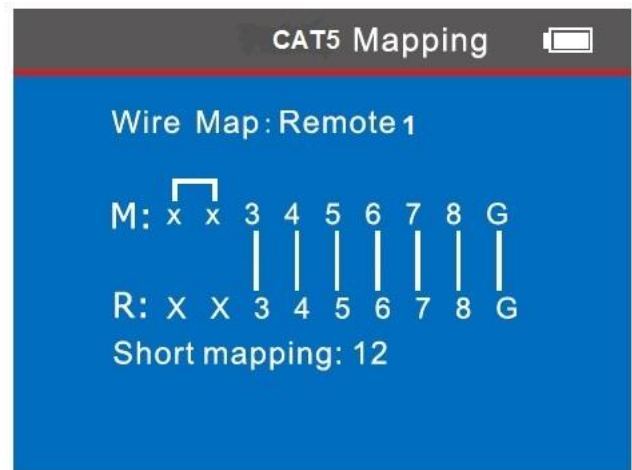 CAT5 Mapping
Wire Map: Remote 1
M: x x 3 4 5 6 7 8 G
R: X X 3 4 5 6 7 8 G
Short mapping: 12